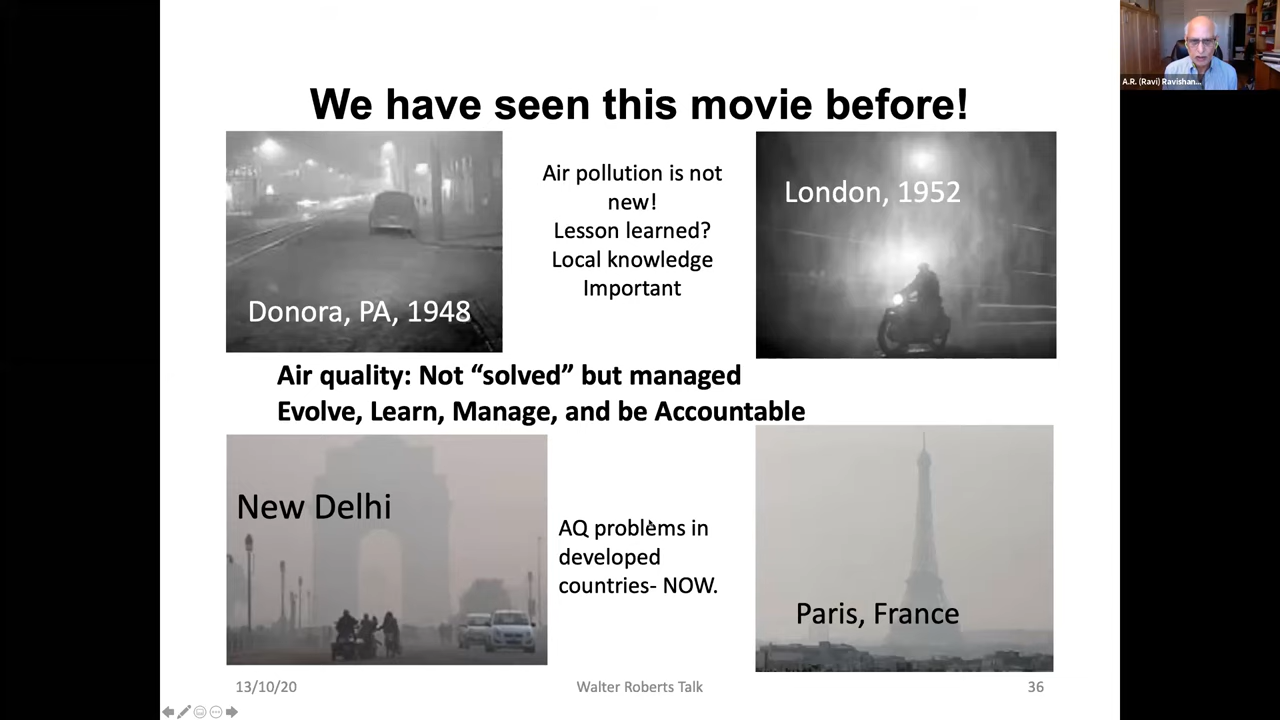 A.R. (Ravi) Ravishan...
We have seen this movie before!
Donora, PA, 1948
Air pollution is not
new!
Lesson learned?
Local knowledge
Important
London, 1952
Air quality: Not “solved” but managed
Evolve, Learn, Manage, and be Accountable
New Delhi
AQ problems in
developed
countries- NOW.
Paris, France
13/10/20
Walter Roberts Talk
36